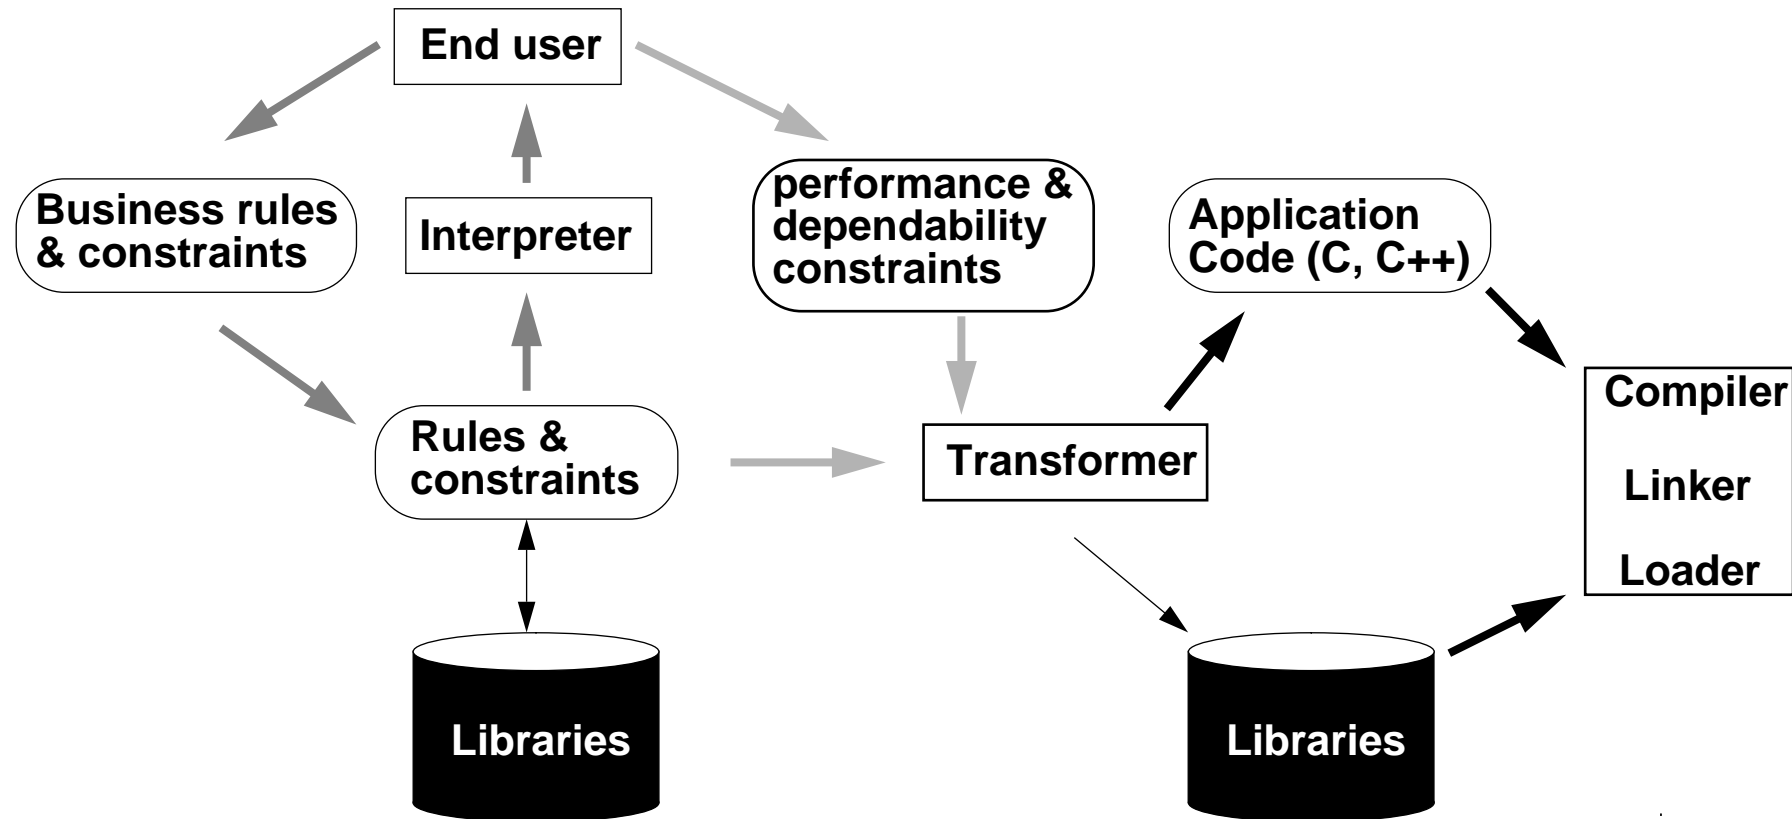 End user
Business rules
& constraints
Interpreter
performance &
dependability
constraints
Application
Code (C, C++)
Rules &
constraints
Transformer
Compiler
Linker
Loader
Libraries
Libraries